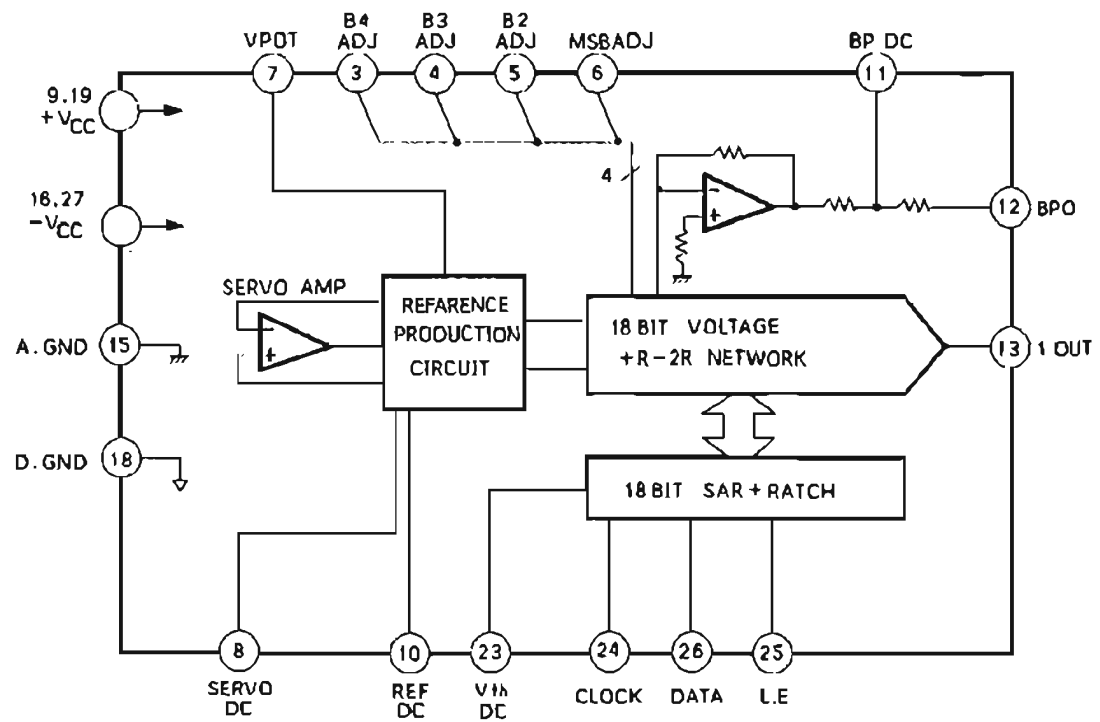 VPOT
B4
ADJ
B3
ADJ
B2
ADJ
MSBADJ
BP DC
7
3
4
5
6
11
9.19
+VCC
16.27
-VCC
4
-
+
12
BPO
SERVO AMP
-
+
REFARENCE
PRODUCTION
CIRCUIT
18 BIT VOLTAGE
+R-2R NETWORK
A.GND
15
13
1 OUT
D.GND
18
18 BIT SAR+RATCH
8
10
23
24
26
25
SERVO
DC
REF
DC
Vth
DC
CLOCK
DATA
L.E